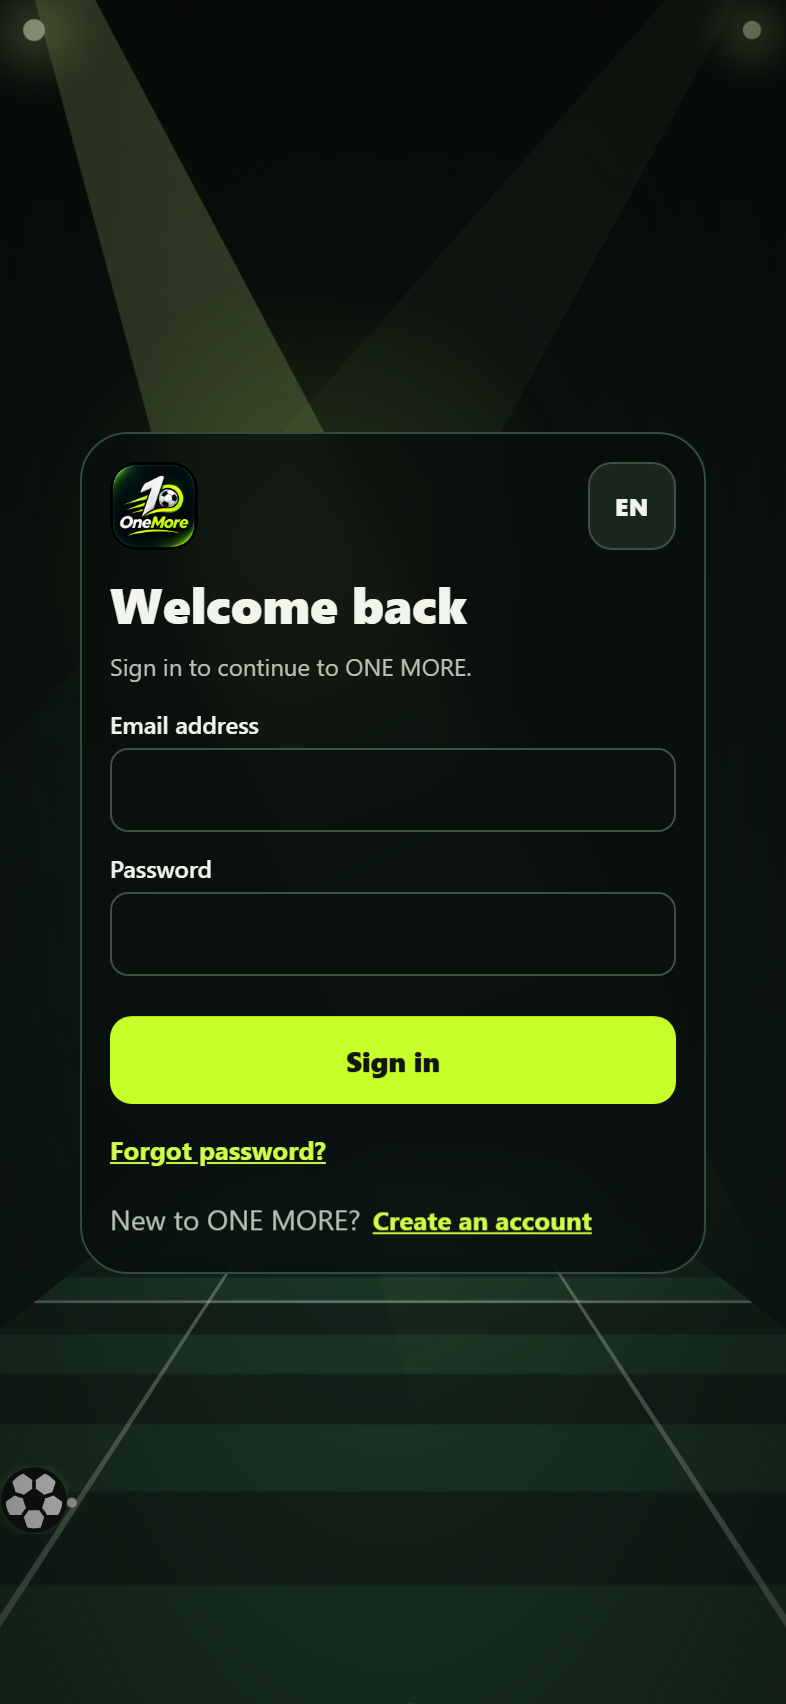 OneMore
EN
Welcome back
Sign in to continue to ONE MORE.
Email address
Password
Sign in
Forgot password?
New to ONE MORE? Create an account